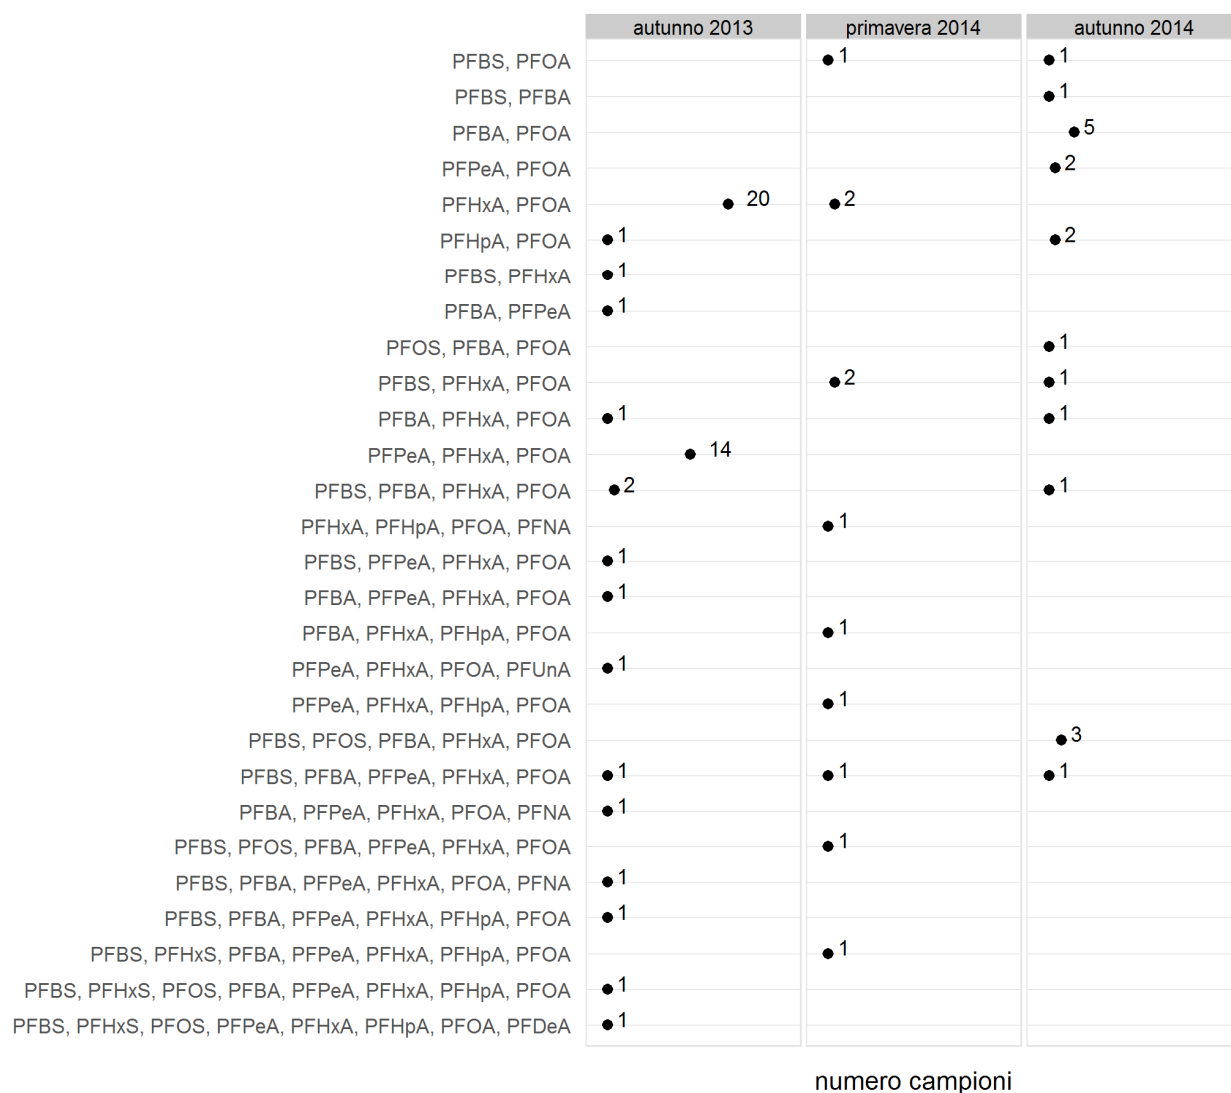 autunno 2013 primavera 2014 autunno 2014
PFBS, PFOA 1 1
PFBS, PFBA 1
PFBA, PFOA 5
PFPeA, PFOA 2
PFHxA, PFOA 20 2
PFHpA, PFOA 1 2
PFBS, PFHxA 1
PFBA, PFPeA 1
PFOS, PFBA, PFOA 1
PFBS, PFHxA, PFOA 2 1
PFBA, PFHxA, PFOA 1 1
PFPeA, PFHxA, PFOA 14
PFBS, PFBA, PFHxA, PFOA 2 1
PFHxA, PFHpA, PFOA, PFNA 1
PFBS, PFPeA, PFHxA, PFOA 1
PFBA, PFPeA, PFHxA, PFOA 1
PFBA, PFHxA, PFHpA, PFOA 1
PFPeA, PFHxA, PFOA, PFUnA 1
PFPeA, PFHxA, PFHpA, PFOA 1
PFBS, PFOS, PFBA, PFHxA, PFOA 3
PFBS, PFBA, PFPeA, PFHxA, PFOA 1 1 1
PFBA, PFPeA, PFHxA, PFOA, PFNA 1
PFBS, PFOS, PFBA, PFPeA, PFHxA, PFOA 1
PFBS, PFBA, PFPeA, PFHxA, PFOA, PFNA 1
PFBS, PFBA, PFPeA, PFHxA, PFHpA, PFOA 1
PFBS, PFHxS, PFBA, PFPeA, PFHxA, PFHpA, PFOA 1
PFBS, PFHxS, PFOS, PFBA, PFPeA, PFHxA, PFHpA, PFOA 1
PFBS, PFHxS, PFOS, PFPeA, PFHxA, PFHpA, PFOA, PFDeA 1
numero campioni